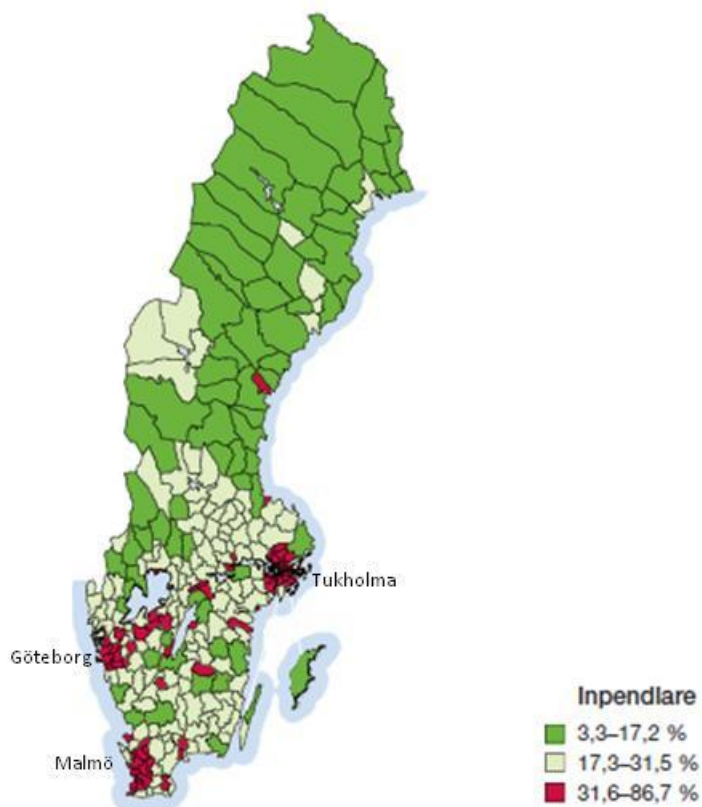 Tukholma
Göteborg
Malmö
Inpendlare
3,3–17,2 %
17,3–31,5 %
31,6–86,7 %